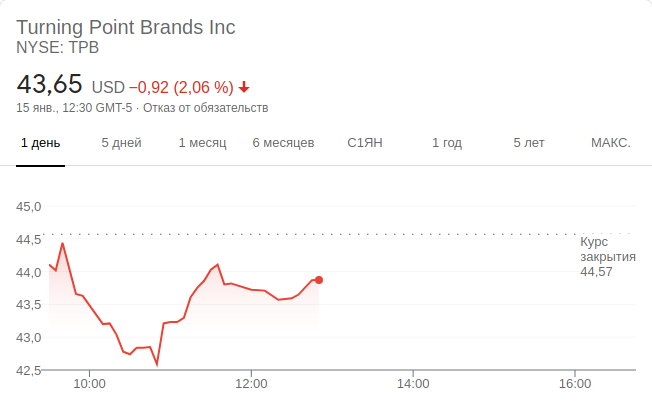 Turning Point Brands Inc
NYSE: TPB
43,65 USD −0,92 (2,06 %)
15 янв., 12:30 GMT-5 · Отказ от обязательств
1 день 5 дней 1 месяц 6 месяцев С1ЯН 1 год 5 лет МАКС.
45,0
44,5
Курс
закрытия
44,57
44,0
43,5
43,0
42,5
10:00 12:00 14:00 16:00